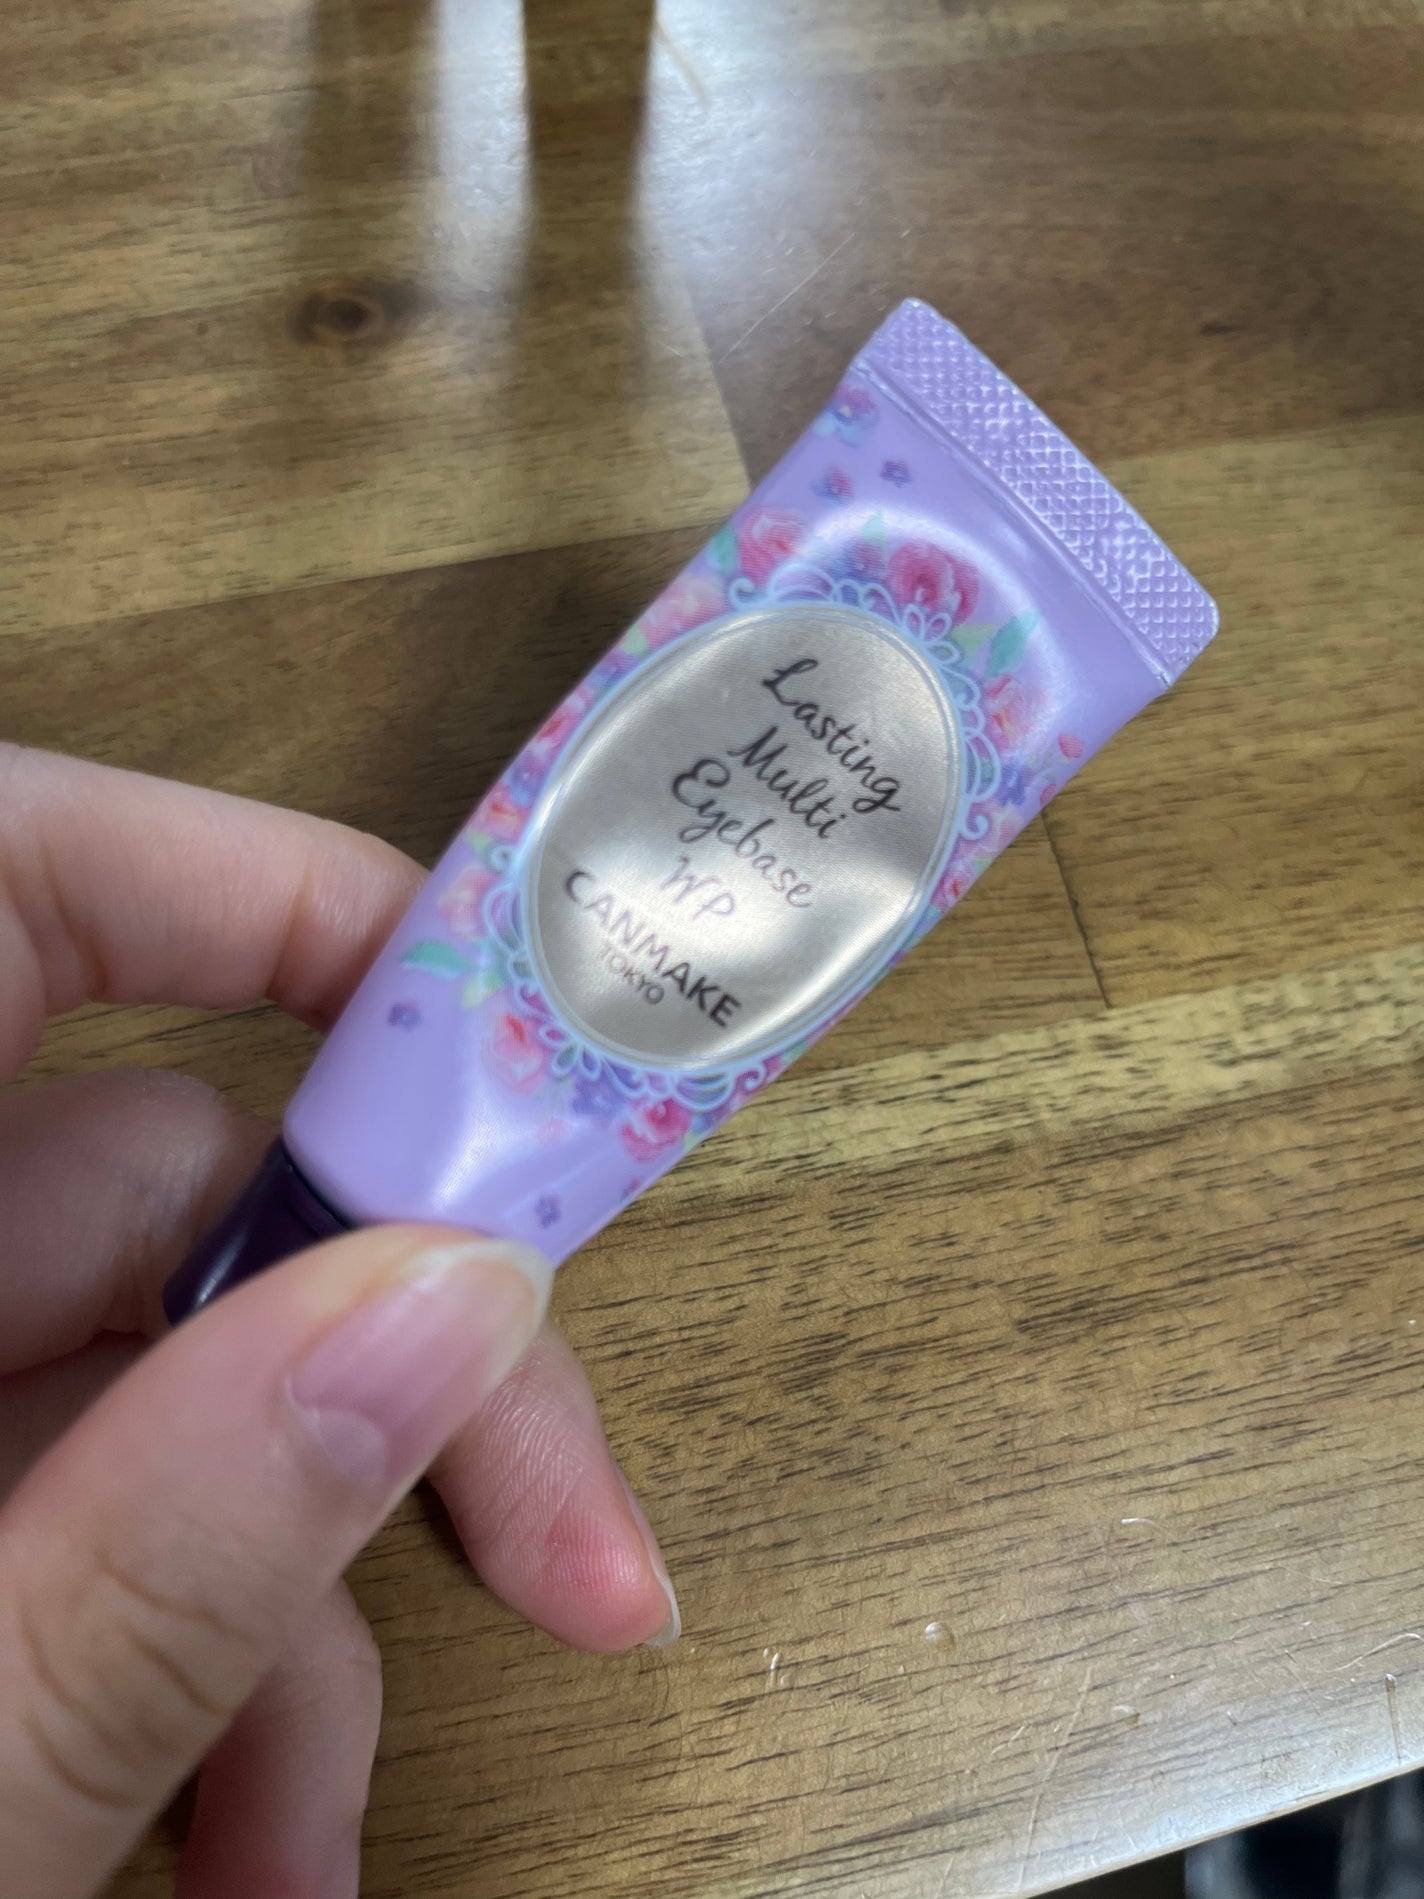 Lasting
Multi
Eyebase
WP
CANMAKE
TOKYO